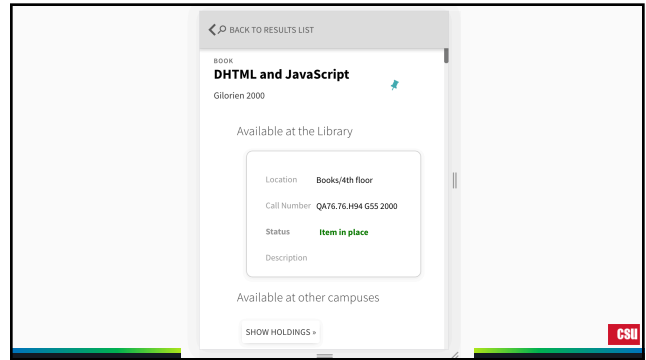 BACK TO RESULTS LIST
BOOK
DHTML and JavaScript
Gilorien 2000
Available at the Library
Location Books/4th floor
Call Number QA76.76.H94 G55 2000
Status Item in place
Description
Available at other campuses
SHOW HOLDINGS »
CSU